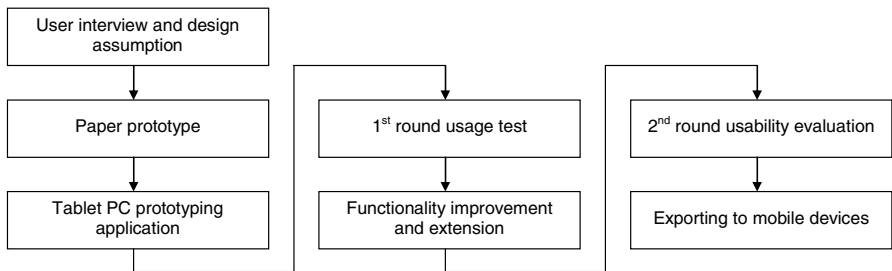 User interview and design
assumption
Paper prototype
Tablet PC prototyping
application
1st round usage test
Functionality improvement
and extension
2nd round usability evaluation
Exporting to mobile devices